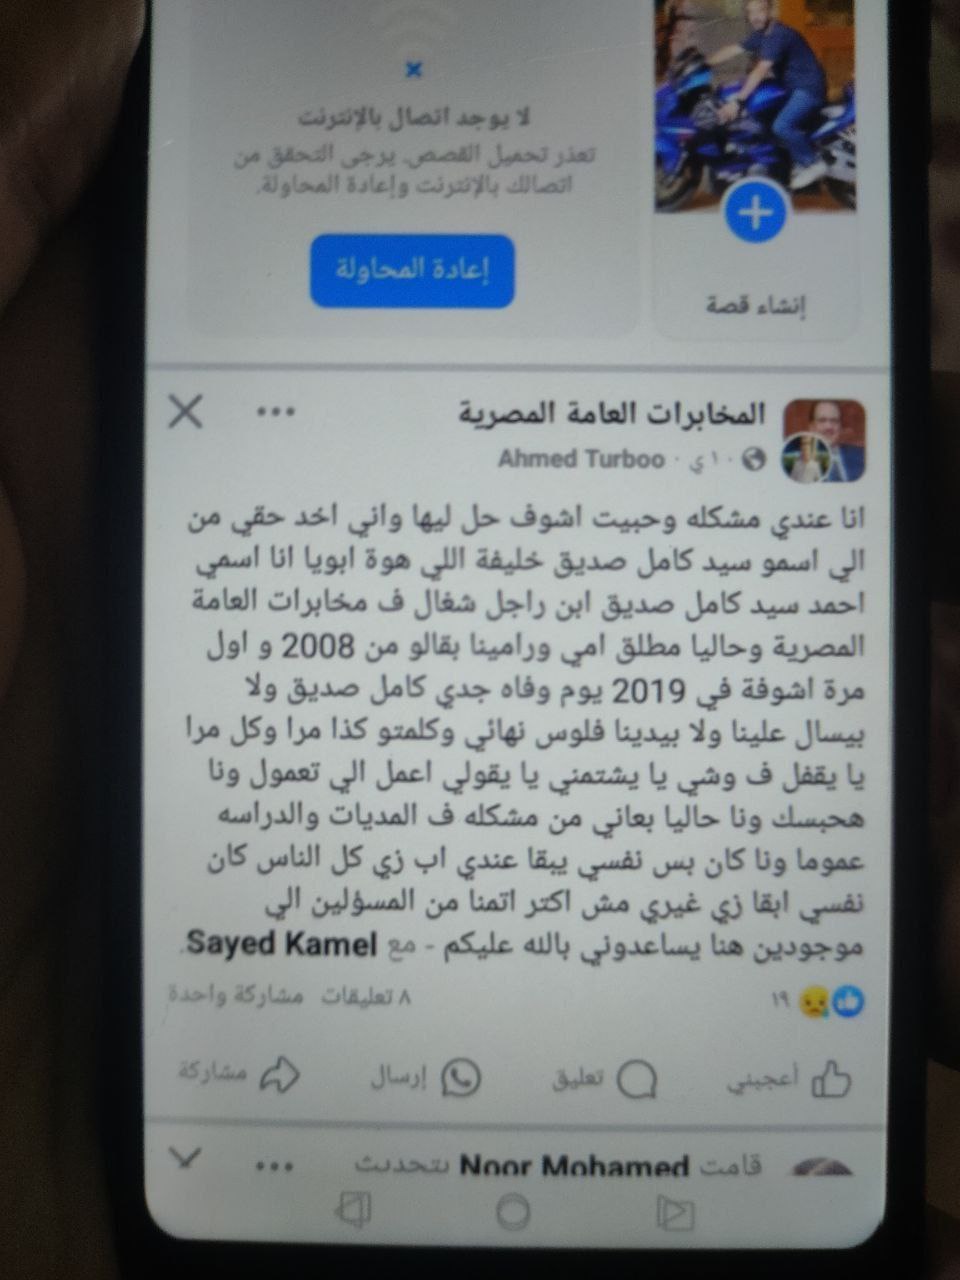 لا يوجد اتصال بالإنترنت
تعذر تحميل القصص. يرجى التحقق من
اتصالك بالإنترنت وإعادة المحاولة.
إعادة المحاولة
إنشاء قصة
المخابرات العامة المصرية
Ahmed Turboo · ١٠ ي ·
انا عندي مشكله وحبيت اشوف حل ليها واني اخد حقي من
الي اسمو سيد كامل صديق خليفة اللي هوة ابويا انا اسمي
احمد سيد كامل صديق ابن راجل شغال ف مخابرات العامة
المصرية وحاليا مطلق امي ورامينا بقالو من 2008 و اول
مرة اشوفة في 2019 يوم وفاه جدي كامل صديق ولا
بيسال علينا ولا بيدينا فلوس نهائي وكلمتو كذا مرا وكل مرا
يا يقفل ف وشي يا يشتمني يا يقولي اعمل الي تعمول ونا
هحبسك ونا حاليا بعاني من مشكله ف المديات والدراسه
عموما ونا كان بس نفسي يبقا عندي اب زي كل الناس كان
نفسي ابقا زي غيري مش اكتر اتمنا من المسؤلين الي
موجودين هنا يساعدوني بالله عليكم - مع Sayed Kamel.
١٩
٨ تعليقات مشاركة واحدة
أعجبني تعليق إرسال مشاركة
قامت Noor Mohamed بتحديث